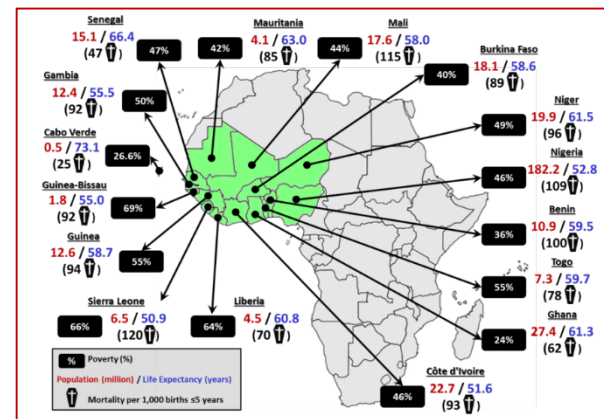 Senegal
15.1 / 66.4
(47)
47%
Mauritania
4.1 / 63.0
(85)
42%
Mali
17.6 / 58.0
(115)
44%
Burkina Faso
18.1 / 58.6
(89)
40%
Gambia
12.4 / 55.5
(92)
50%
Niger
19.9 / 61.5
(96)
49%
Cabo Verde
0.5 / 73.1
(25)
26.6%
Nigeria
182.2 / 52.8
(109)
46%
Guinea-Bissau
1.8 / 55.0
(92)
69%
Benin
10.9 / 59.5
(100)
36%
Guinea
12.6 / 58.7
(94)
55%
Togo
7.3 / 59.7
(78)
55%
Sierra Leone
6.5 / 50.9
(120)
66%
Liberia
4.5 / 60.8
(70)
64%
Ghana
27.4 / 61.3
(62)
24%
Côte d'Ivoire
22.7 / 51.6
(93)
46%
% Poverty (%)
Population (million) / Life Expectancy (years)
Mortality per 1,000 births ≤5 years